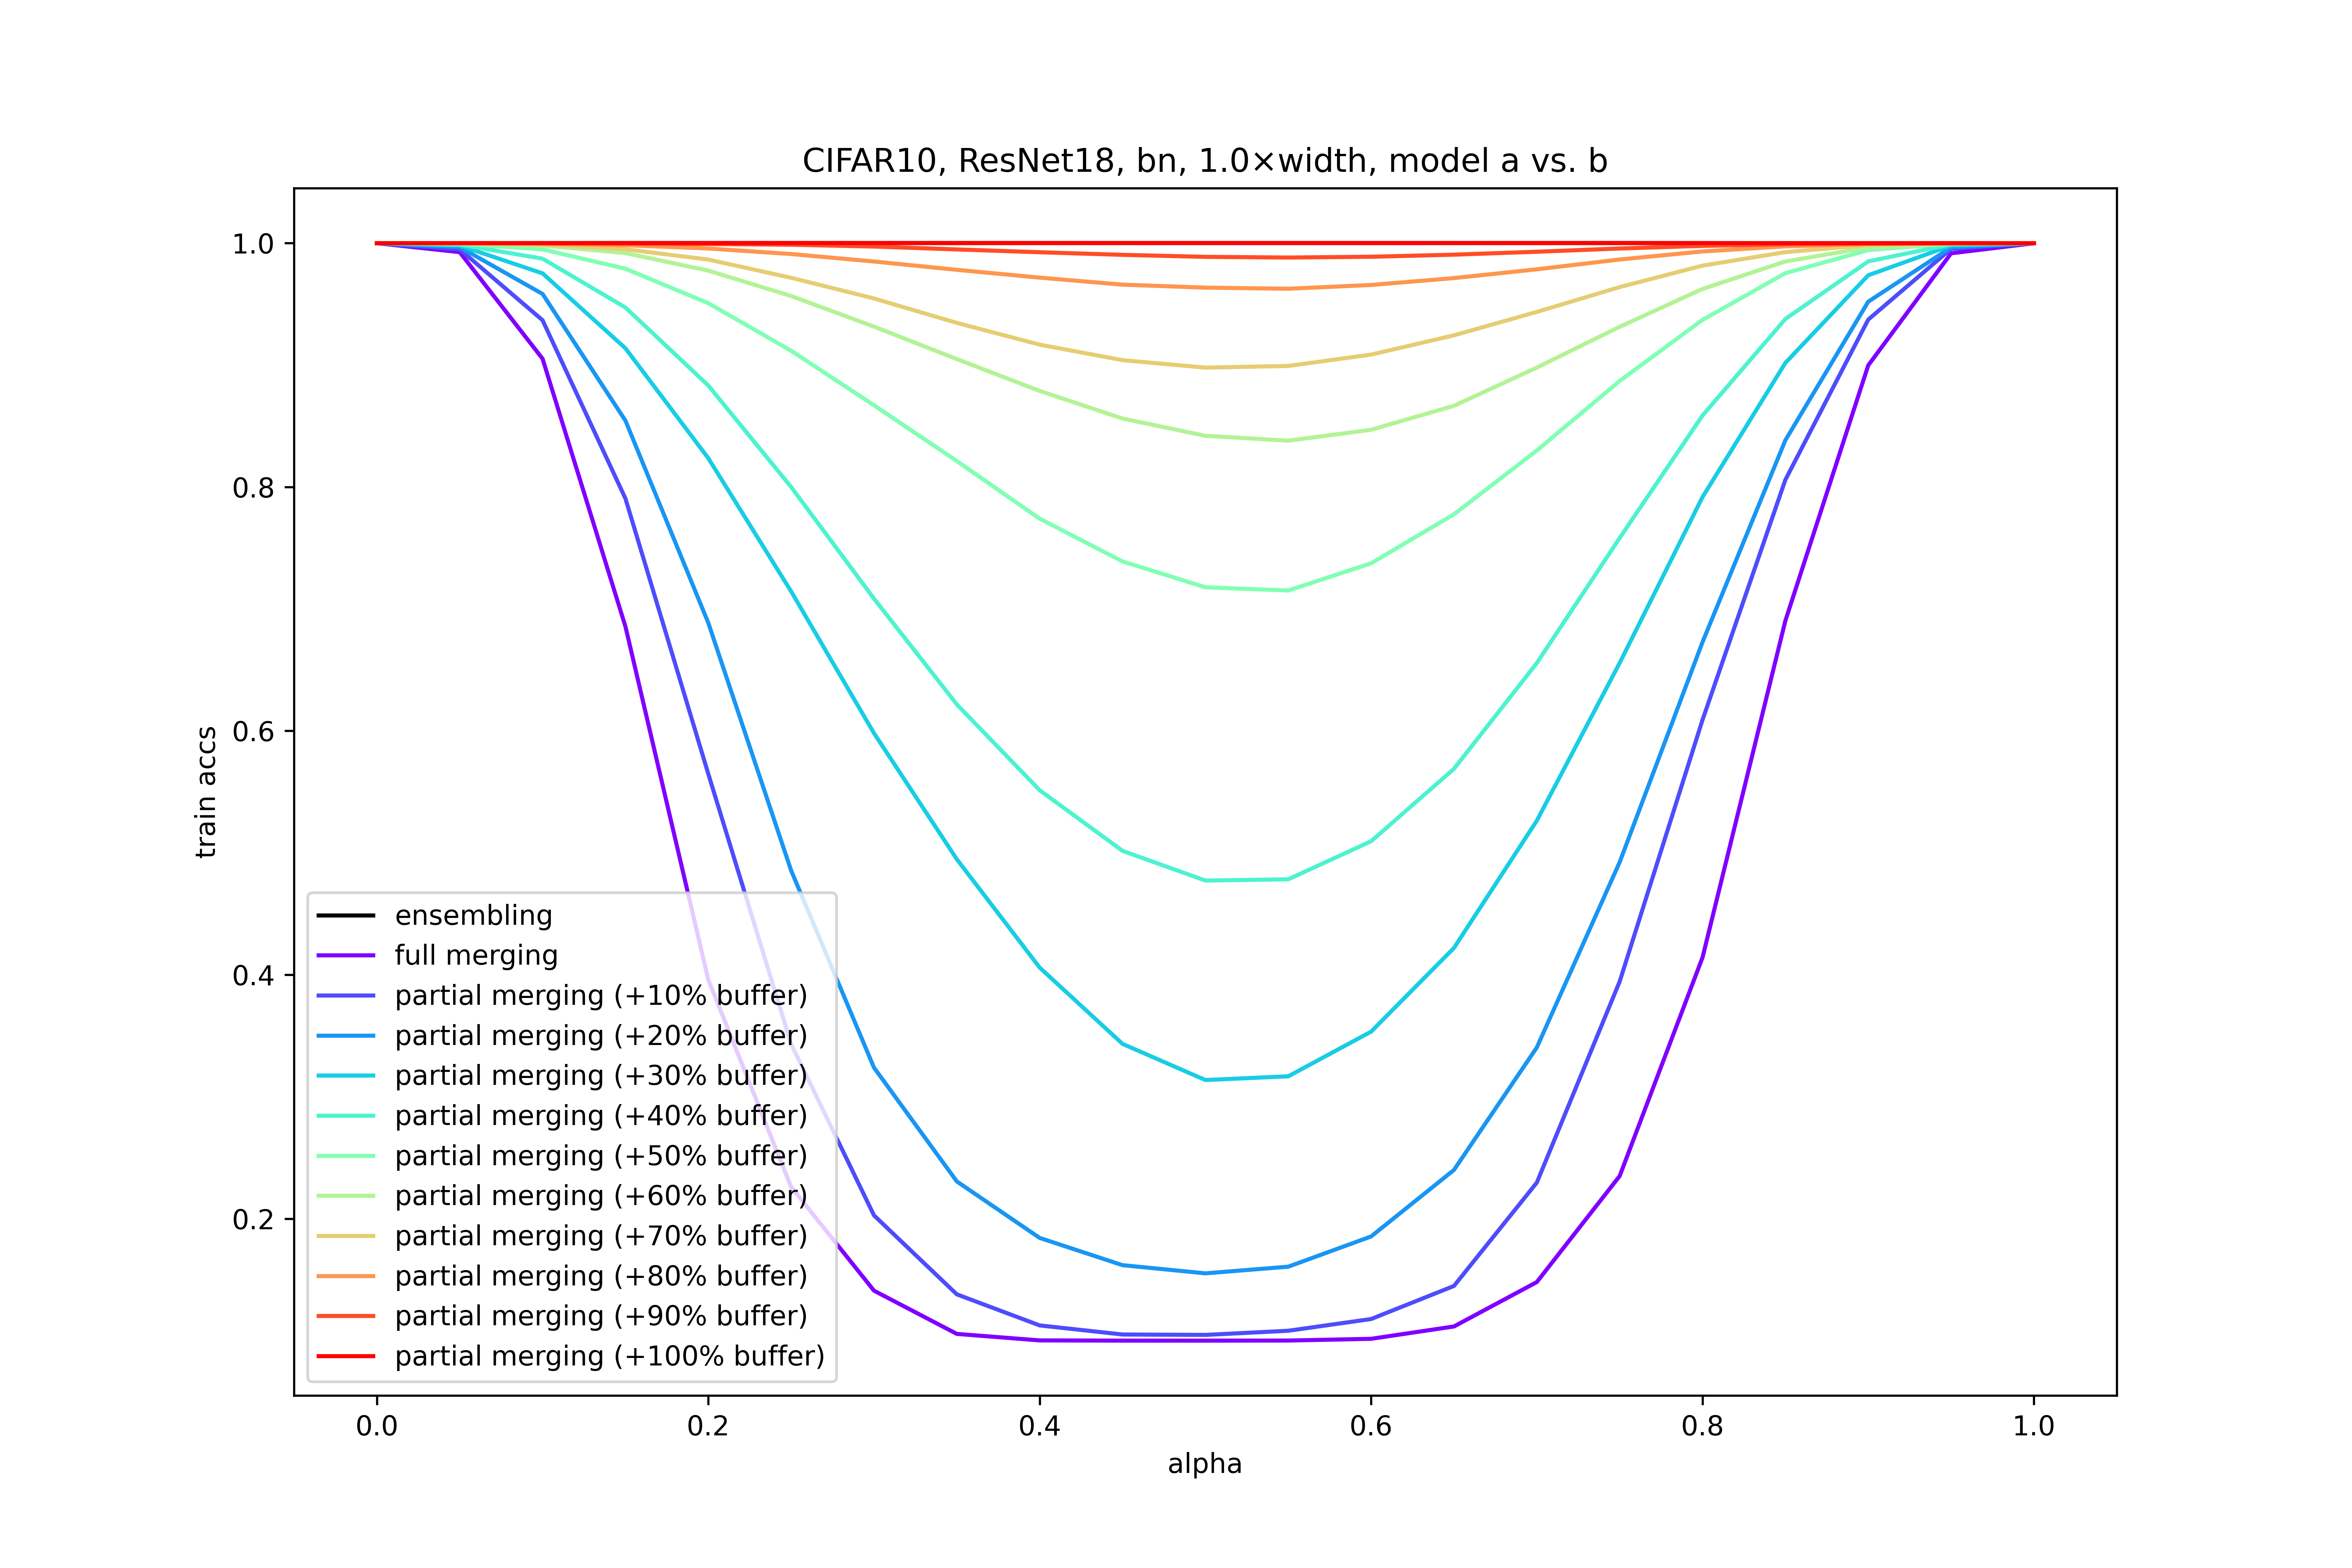 CIFAR10, ResNet18, bn, 1.0×width, model a vs. b
1.0
0.8
0.6
0.4
0.2
train accs
ensembling
full merging
partial merging (+10% buffer)
partial merging (+20% buffer)
partial merging (+30% buffer)
partial merging (+40% buffer)
partial merging (+50% buffer)
partial merging (+60% buffer)
partial merging (+70% buffer)
partial merging (+80% buffer)
partial merging (+90% buffer)
partial merging (+100% buffer)
0.0 0.2 0.4 0.6 0.8 1.0
alpha